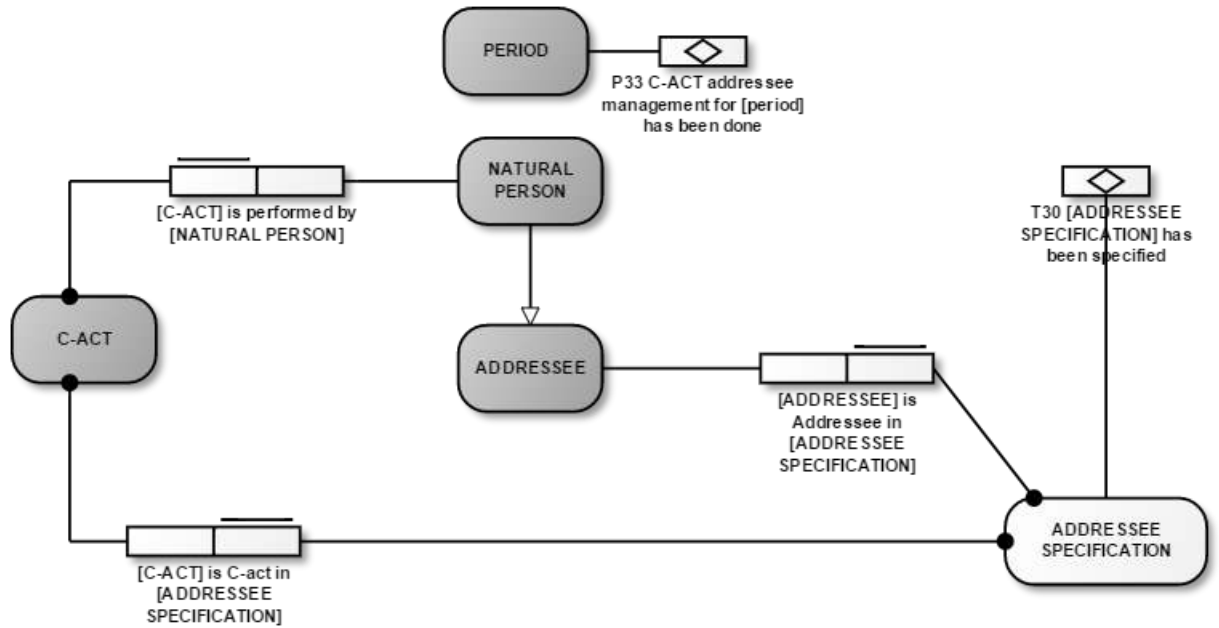 PERIOD
P33 C-ACT addressee
management for [period]
has been done
NATURAL
PERSON
[C-ACT] is performed by
[NATURAL PERSON]
T30 [ADDRESSEE
SPECIFICATION] has
been specified
C-ACT
ADDRESSEE
[ADDRESSEE] is
Addressee in
[ADDRESSEE
SPECIFICATION]
ADDRESSEE
SPECIFICATION
[C-ACT] is C-act in
[ADDRESSEE
SPECIFICATION]